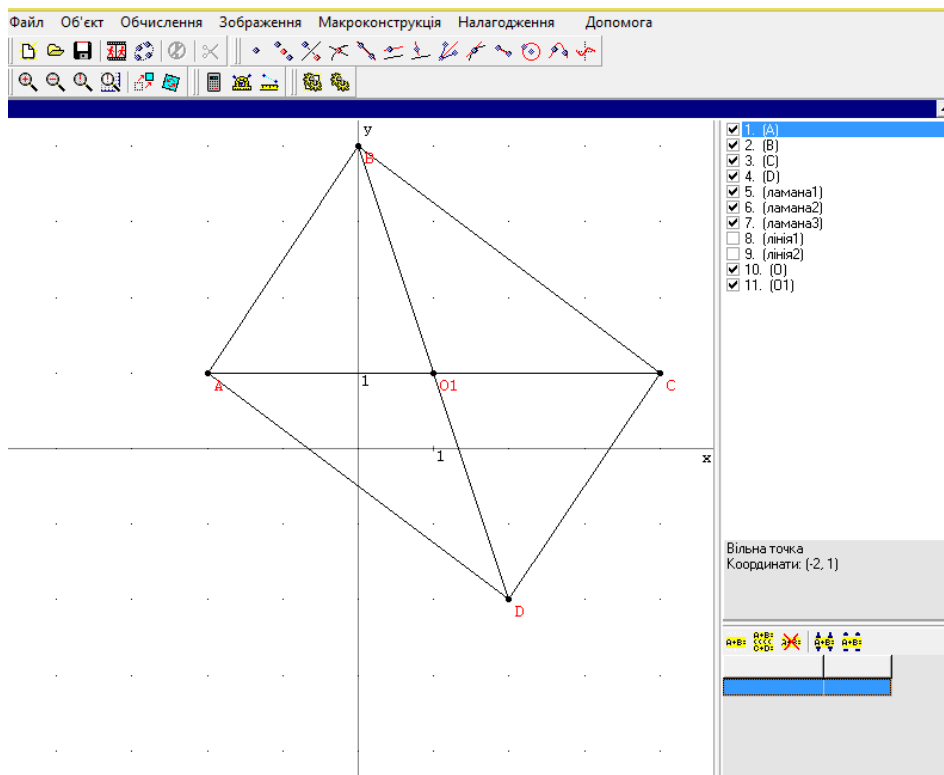 Файл Об'єкт Обчислення Зображення Макроконструкція Налагодження Допомога
y
B
A
1
O1
C
1
x
D
1. (A)
2. (B)
3. (C)
4. (D)
5. (ламана1)
6. (ламана2)
7. (ламана3)
8. (лінія1)
9. (лінія2)
10. (O)
11. (O1)
Вільна точка
Координати: (-2, 1)